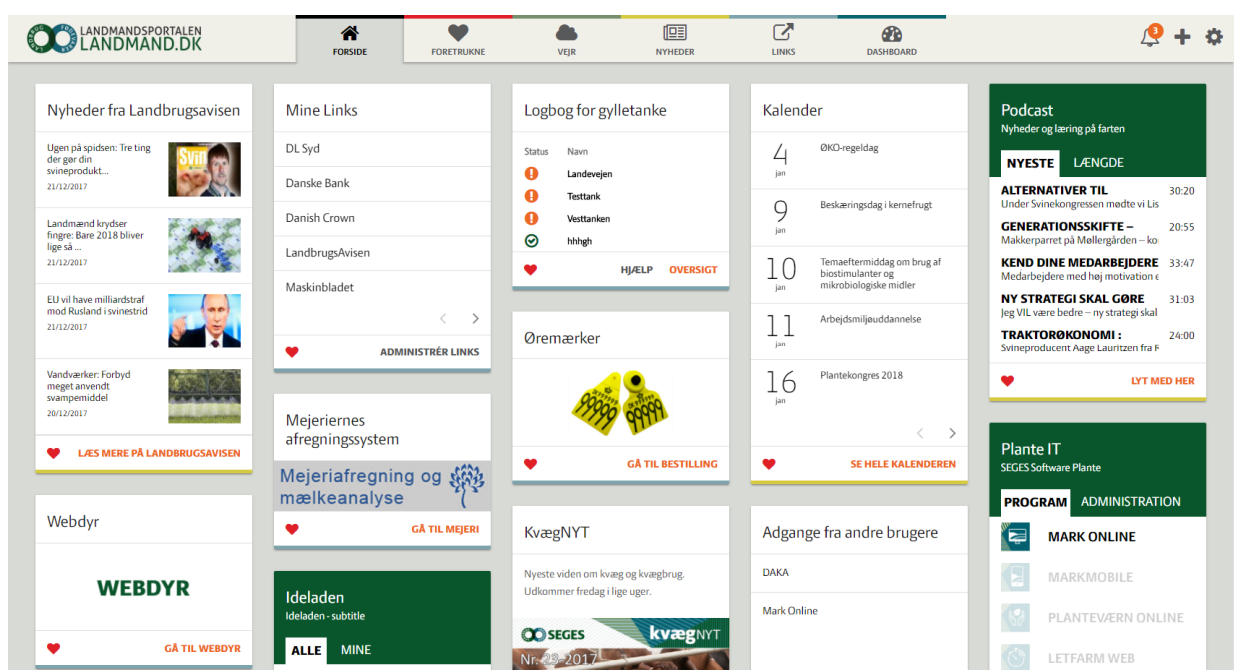 LANDMANDSPORTALEN
LANDMAND.DK
FORSIDE
FORETRUKNE
VEJR
NYHEDER
LINKS
DASHBOARD
3
Nyheder fra Landbrugsavisen
Ugen på spidsen: Tre ting
der gør din
svineprodukt...
21/12/2017
Svin
Landmænd krydser
fingre: Bare 2018 bliver
lige så ...
21/12/2017
EU vil have milliardstraf
mod Rusland i svinestrid
21/12/2017
Vandværker: Forbyd
meget anvendt
svampemiddel
20/12/2017
LÆS MERE PÅ LANDBRUGSAVISEN
Webdyr
WEBDYR
GÅ TIL WEBDYR
Mine Links
DL Syd
Danske Bank
Danish Crown
LandbrugsAvisen
Maskinbladet
ADMINISTRÉR LINKS
Mejeriernes
afregningssystem
Mejeriafregning og
mælkeanalyse
GÅ TIL MEJERI
Ideladen
Ideladen - subtitle
ALLE MINE
Logbog for gylletanke
Status Navn
Landevejen
Testtank
Vesttanken
hhhgh
HJÆLP OVERSIGT
Øremærker
99999 99999
GÅ TIL BESTILLING
KvægNYT
Nyeste viden om kvæg og kvægbrug.
Udkommer fredag i lige uger.
SEGES kvægNYT
Nr. 23-2017
Kalender
4 ØKO-regeldag
jan
9 Beskæringsdag i kernefrugt
jan
10 Temaeftermiddag om brug af
biostimulanter og
jan mikrobiologiske midler
11 Arbejdsmiljøuddannelse
jan
16 Plantekongres 2018
jan
SE HELE KALENDEREN
Adgange fra andre brugere
DAKA
Mark Online
Podcast
Nyheder og læring på farten
NYESTE LÆNGDE
ALTERNATIVER TIL 30:20
Under Svinekongressen mødte vi Lis
GENERATIONSSKIFTE – 20:55
Makkerparret på Møllergården – ko
KEND DINE MEDARBEJDERE 33:47
Medarbejdere med høj motivation e
NY STRATEGI SKAL GØRE 31:03
Jeg VIL være bedre – ny strategi skal
TRAKTORØKONOMI : 24:00
Svineproducent Aage Lauritzen fra F
LYT MED HER
Plante IT
SEGES Software Plante
PROGRAM ADMINISTRATION
MARK ONLINE
MARKMOBILE
PLANTEVÆRN ONLINE
LETFARM WEB